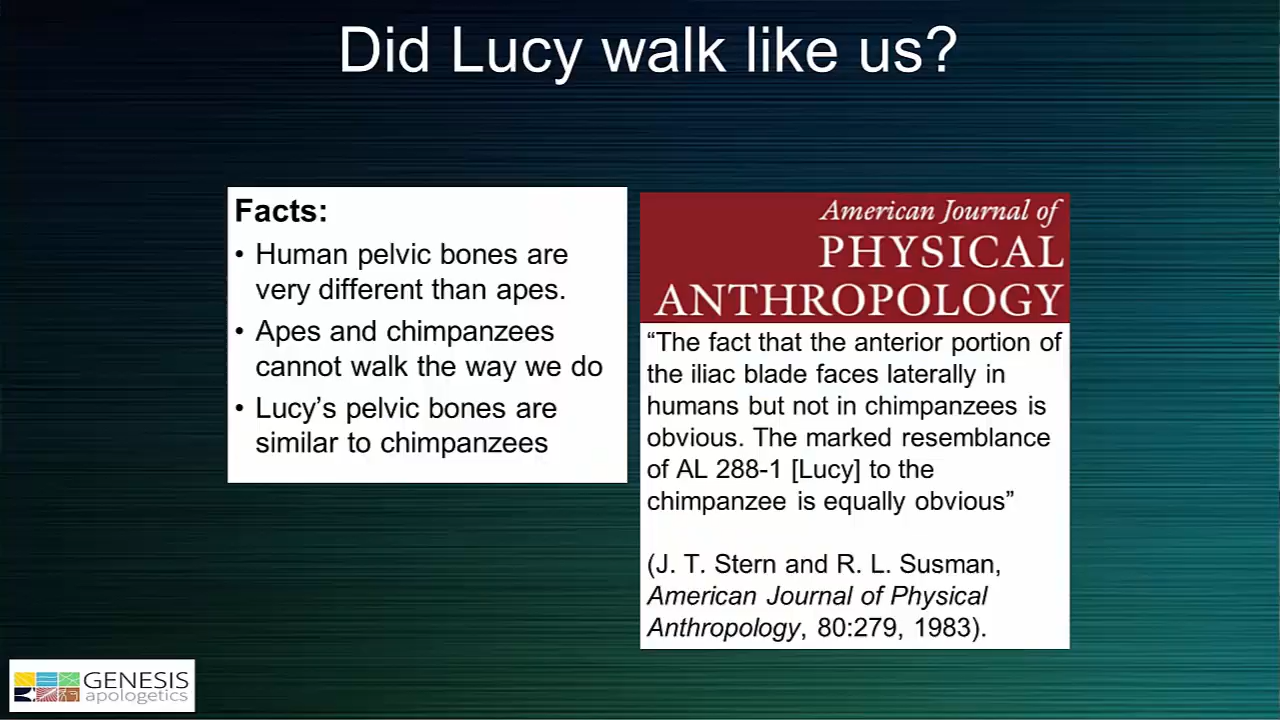 Did Lucy walk like us?
Facts:
• Human pelvic bones are
very different than apes.
• Apes and chimpanzees
cannot walk the way we do
• Lucy’s pelvic bones are
similar to chimpanzees
American Journal of
PHYSICAL
ANTHROPOLOGY
“The fact that the anterior portion of
the iliac blade faces laterally in
humans but not in chimpanzees is
obvious. The marked resemblance
of AL 288-1 [Lucy] to the
chimpanzee is equally obvious”
(J. T. Stern and R. L. Susman,
American Journal of Physical
Anthropology, 80:279, 1983).
GENESIS
apologetics